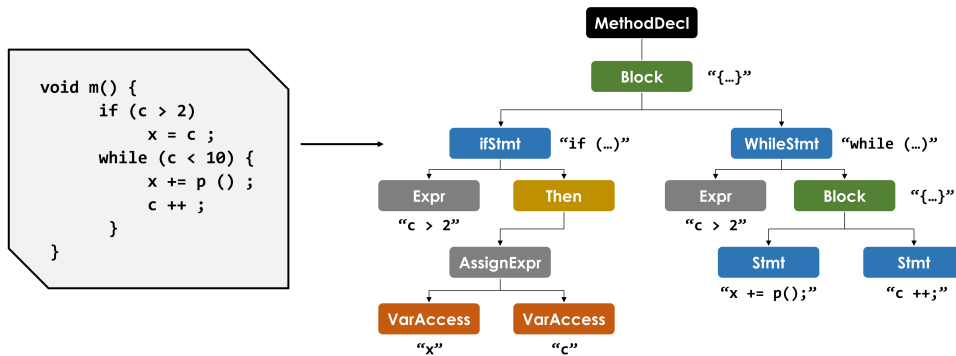 void m() {
if (c > 2)
x = c ;
while (c < 10) {
x += p () ;
c ++ ;
}
}
MethodDecl
Block “{…}”
ifStmt “if (…)” WhileStmt “while (…)”
Expr Then Expr Block “{…}”
“c > 2” “c > 2”
AssignExpr Stmt Stmt
“x += p();” “c ++;”
VarAccess VarAccess
“x” “c”